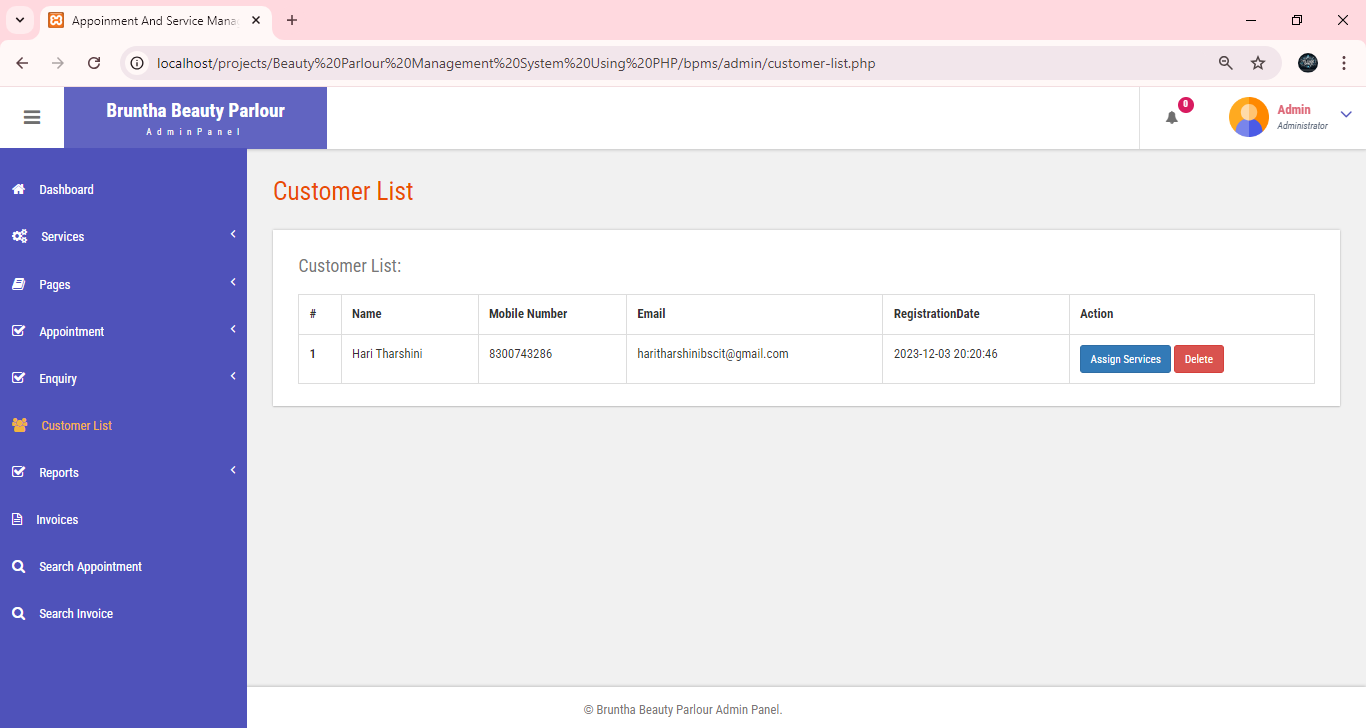 Appoinment And Service Mana
localhost/projects/Beauty%20Parlour%20Management%20System%20Using%20PHP/bpms/admin/customer-list.php
Bruntha Beauty Parlour
AdminPanel
0
Admin
Administrator
Dashboard
Services
Pages
Appointment
Enquiry
Customer List
Reports
Invoices
Search Appointment
Search Invoice
Customer List
Customer List:
# Name Mobile Number Email RegistrationDate Action
1 Hari Tharshini 8300743286 haritharshinibscit@gmail.com 2023-12-03 20:20:46 Assign Services Delete
© Bruntha Beauty Parlour Admin Panel.